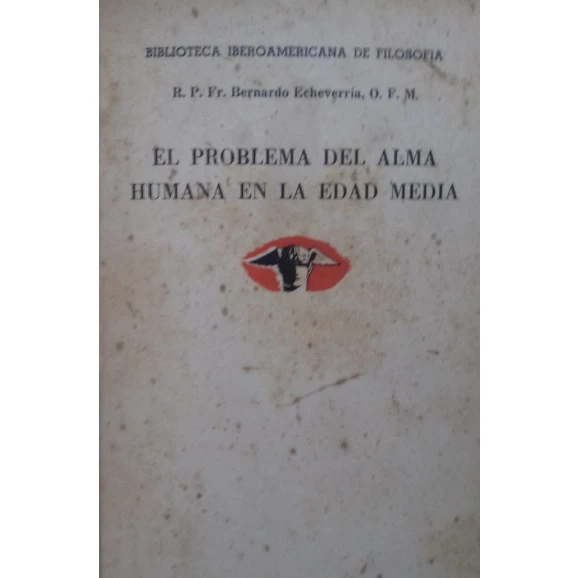 BIBLIOTECA IBEROAMERICANA DE FILOSOFIA
R. P. Fr. Bernardo Echeverría, O. F. M.
EL PROBLEMA DEL ALMA
HUMANA EN LA EDAD MEDIA